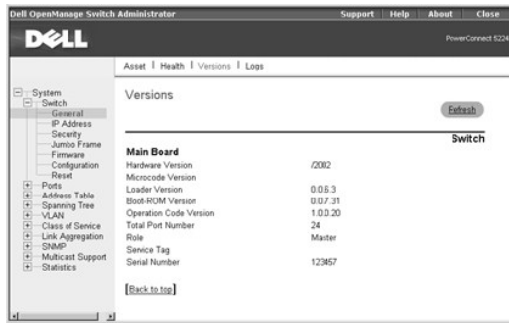 Dell OpenManage Switch Administrator Support Help About Close
DELL
PowerConnect 5224
Asset | Health | Versions | Logs
System
Switch
General
IP Address
Security
Jumbo Frame
Firmware
Configuration
Reset
Ports
Address Table
Spanning Tree
VLAN
Class of Service
Link Aggregation
SNMP
Multicast Support
Statistics
Versions
Refresh
Switch
Main Board
Hardware Version /2002
Microcode Version
Loader Version 0.0.6.3
Boot-ROM Version 0.0.7.31
Operation Code Version 1.0.0.20
Total Port Number 24
Role Master
Service Tag
Serial Number 123457
[Back to top]